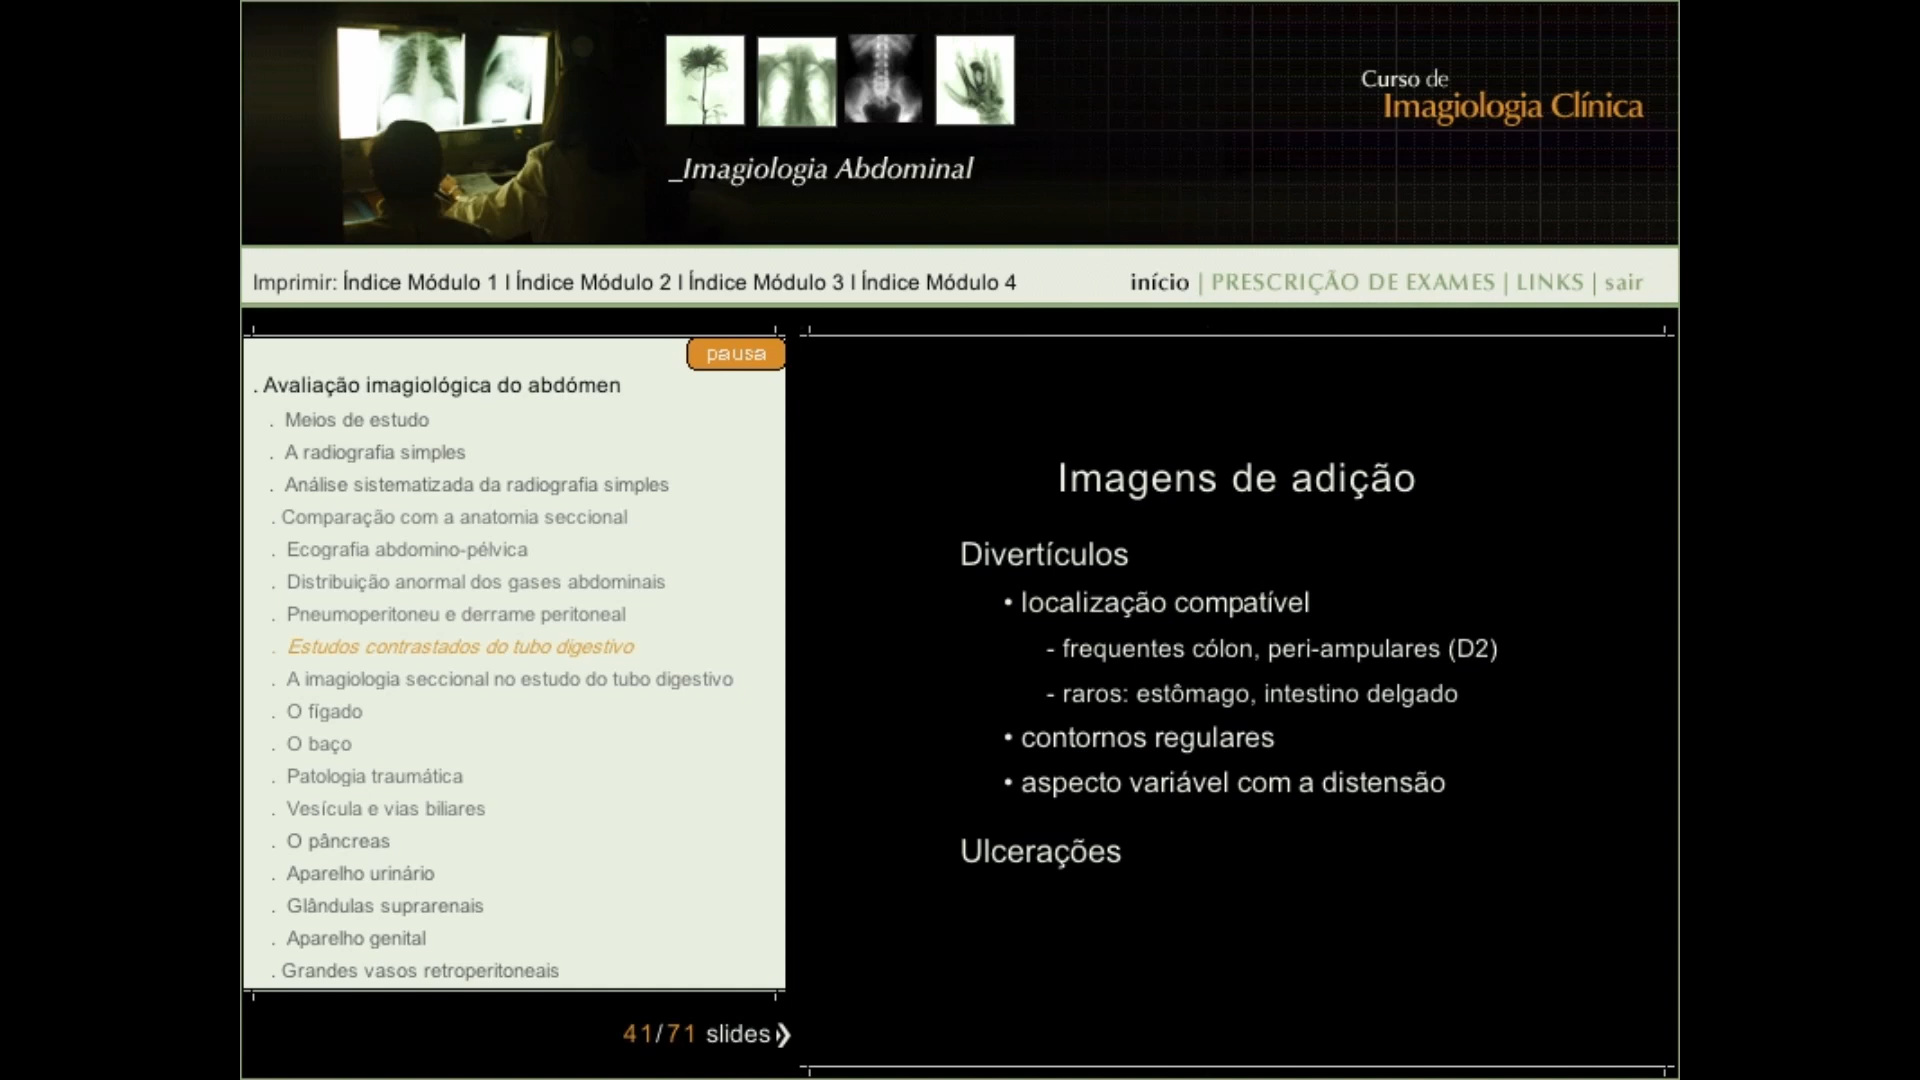 Curso de
Imagiologia Clínica
_Imagiologia Abdominal
Imprimir: Índice Módulo 1 I Índice Módulo 2 I Índice Módulo 3 I Índice Módulo 4
início | PRESCRIÇÃO DE EXAMES | LINKS | sair
pausa
. Avaliação imagiológica do abdómen
. Meios de estudo
. A radiografia simples
. Análise sistematizada da radiografia simples
. Comparação com a anatomia seccional
. Ecografia abdomino-pélvica
. Distribuição anormal dos gases abdominais
. Pneumoperitoneu e derrame peritoneal
. Estudos contrastados do tubo digestivo
. A imagiologia seccional no estudo do tubo digestivo
. O fígado
. O baço
. Patologia traumática
. Vesícula e vias biliares
. O pâncreas
. Aparelho urinário
. Glândulas suprarenais
. Aparelho genital
. Grandes vasos retroperitoneais
41/71 slides
Imagens de adição
Divertículos
• localização compatível
- frequentes cólon, peri-ampulares (D2)
- raros: estômago, intestino delgado
• contornos regulares
• aspecto variável com a distensão
Ulcerações